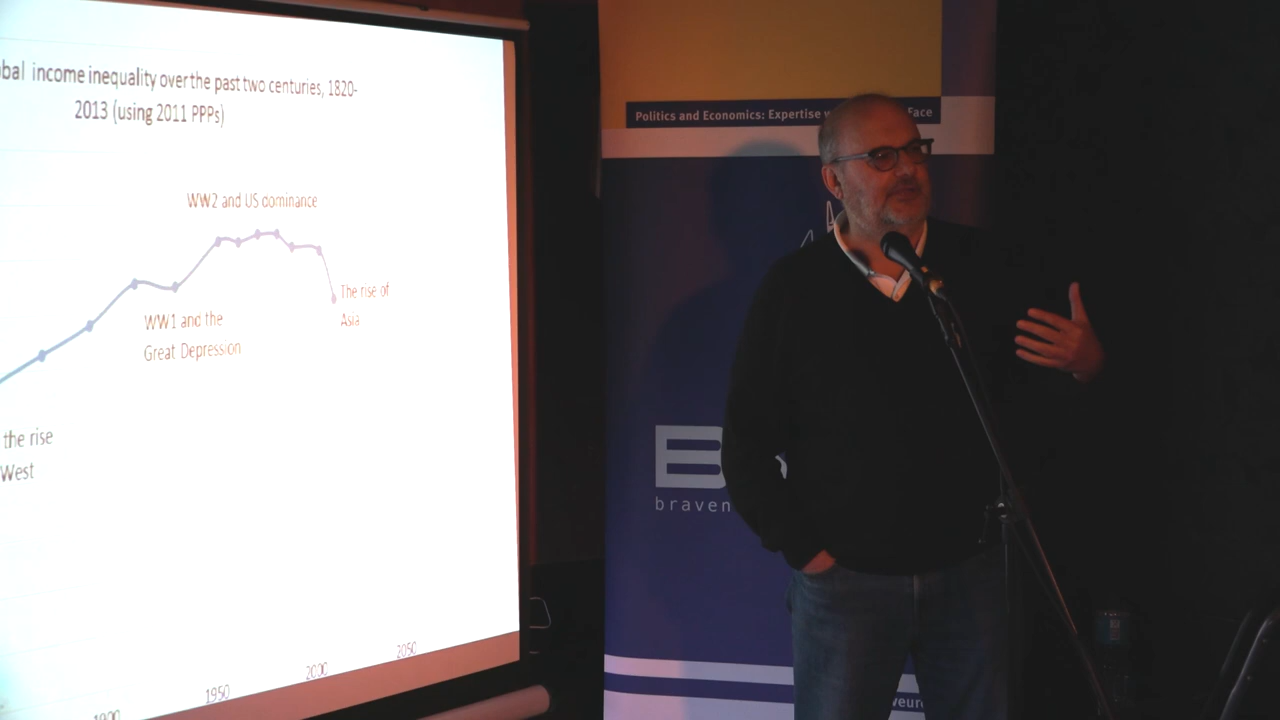 bal income inequality over the past two centuries, 1820-
2013 (using 2011 PPPs)
WW2 and US dominance
The rise of
Asia
WW1 and the
Great Depression
the rise
West
1900
1950
2000
2050
Politics and Economics: Expertise Face
B
braven